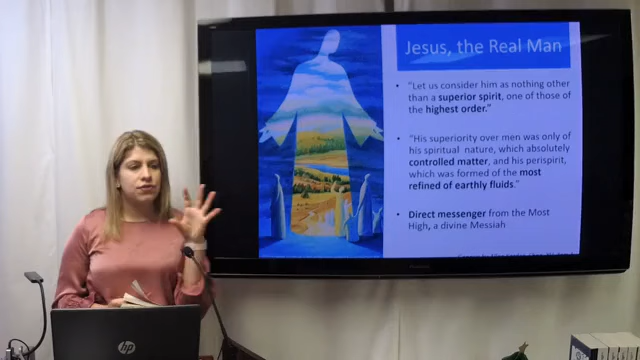 Jesus, the Real Man
• "Let us consider him as nothing other
than a superior spirit, one of those of
the highest order."
• "His superiority over men was only of
his spiritual nature, which absolutely
controlled matter, and his perispirit,
which was formed of the most
refined of earthly fluids."
• Direct messenger from the Most
High, a divine Messiah
hp